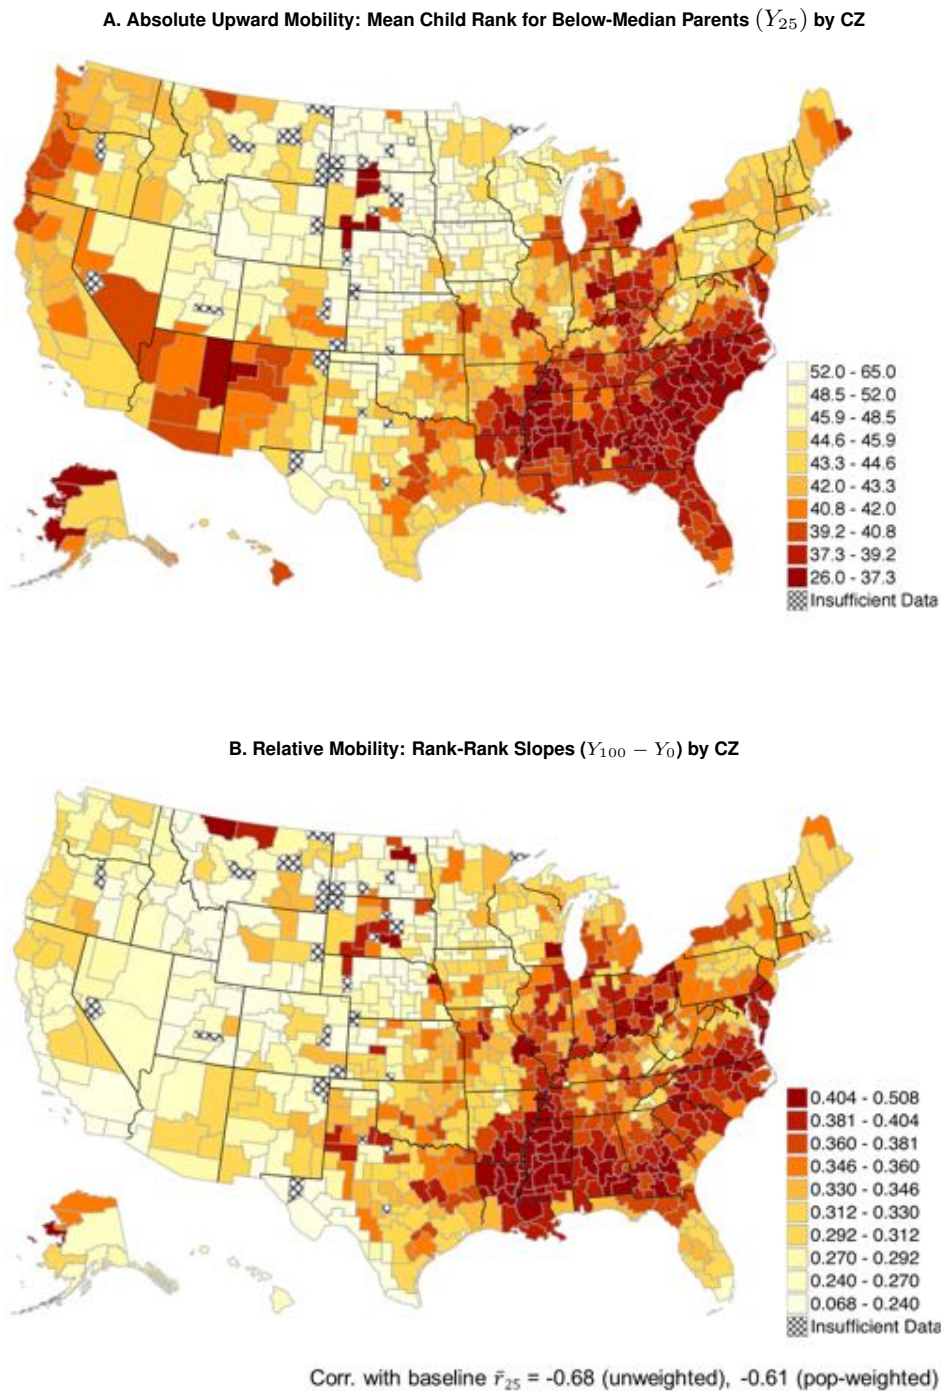 A. Absolute Upward Mobility: Mean Child Rank for Below-Median Parents (Y₂₅) by CZ
52.0 - 65.0
48.5 - 52.0
45.9 - 48.5
44.6 - 45.9
43.3 - 44.6
42.0 - 43.3
40.8 - 42.0
39.2 - 40.8
37.3 - 39.2
26.0 - 37.3
Insufficient Data
B. Relative Mobility: Rank-Rank Slopes (Y₁₀₀ − Y₀) by CZ
0.404 - 0.508
0.381 - 0.404
0.360 - 0.381
0.346 - 0.360
0.330 - 0.346
0.312 - 0.330
0.292 - 0.312
0.270 - 0.292
0.240 - 0.270
0.068 - 0.240
Insufficient Data
Corr. with baseline r̄₂₅ = -0.68 (unweighted), -0.61 (pop-weighted)